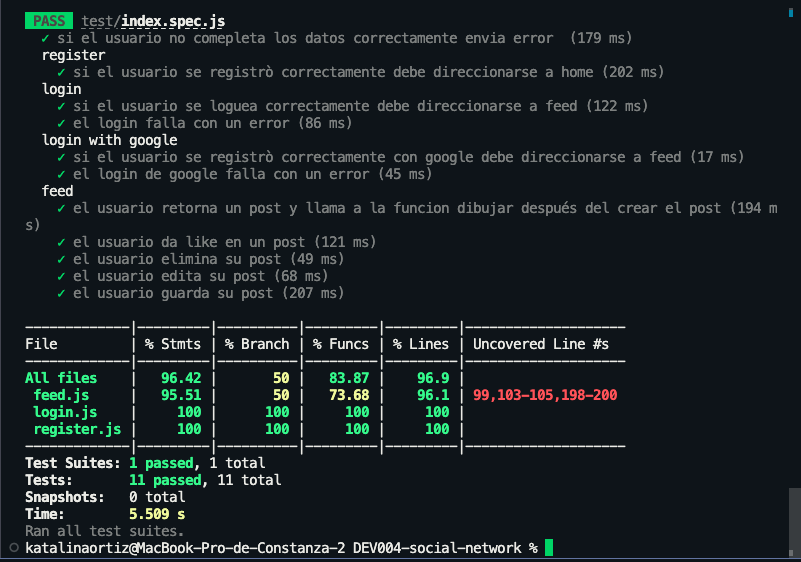 PASS test/index.spec.js
✓ si el usuario no comepleta los datos correctamente envia error (179 ms)
register
✓ si el usuario se registrò correctamente debe direccionarse a home (202 ms)
login
✓ si el usuario se loguea correctamente debe direccionarse a feed (122 ms)
✓ el login falla con un error (86 ms)
login with google
✓ si el usuario se registrò correctamente con google debe direccionarse a feed (17 ms)
✓ el login de google falla con un error (45 ms)
feed
✓ el usuario retorna un post y llama a la funcion dibujar después del crear el post (194 m
s)
✓ el usuario da like en un post (121 ms)
✓ el usuario elimina su post (49 ms)
✓ el usuario edita su post (68 ms)
✓ el usuario guarda su post (207 ms)
-------------|---------|----------|---------|---------|-------------------
File | % Stmts | % Branch | % Funcs | % Lines | Uncovered Line #s
-------------|---------|----------|---------|---------|-------------------
All files | 96.42 | 50 | 83.87 | 96.9 |
feed.js | 95.51 | 50 | 73.68 | 96.1 | 99,103-105,198-200
login.js | 100 | 100 | 100 | 100 |
register.js | 100 | 100 | 100 | 100 |
-------------|---------|----------|---------|---------|-------------------
Test Suites: 1 passed, 1 total
Tests: 11 passed, 11 total
Snapshots: 0 total
Time: 5.509 s
Ran all test suites.
katalinaortiz@MacBook-Pro-de-Constanza-2 DEV004-social-network %